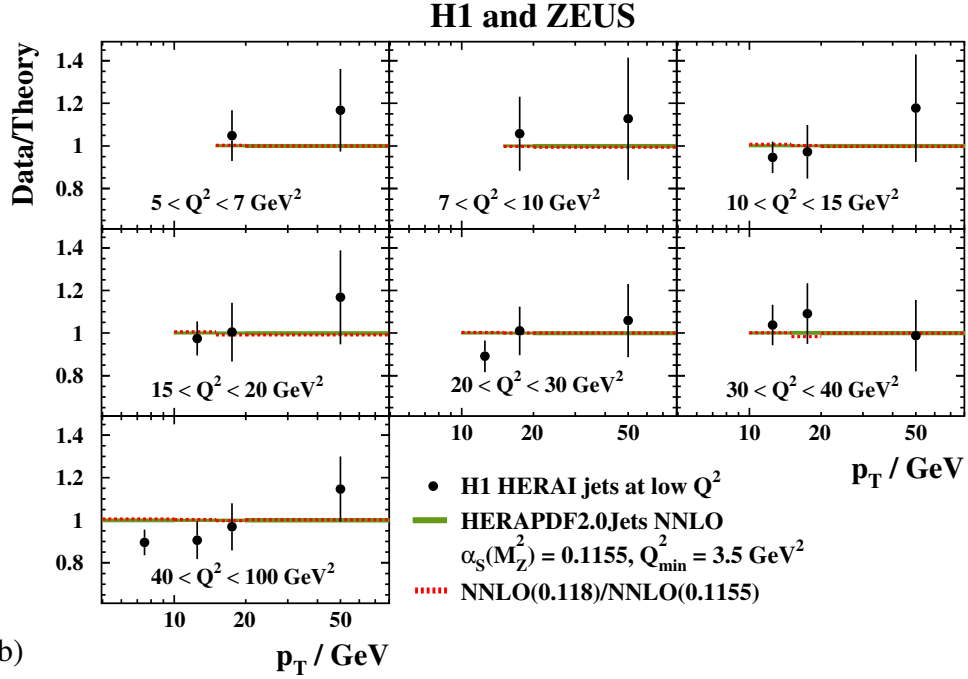 H1 and ZEUS
Data/Theory
1.4
1.2
1
0.8
5 < Q² < 7 GeV²
7 < Q² < 10 GeV²
10 < Q² < 15 GeV²
1.4
1.2
1
0.8
15 < Q² < 20 GeV²
20 < Q² < 30 GeV²
30 < Q² < 40 GeV²
10 20 50
10 20 50
p_T / GeV
1.4
1.2
1
0.8
40 < Q² < 100 GeV²
10 20 50
p_T / GeV
H1 HERAI jets at low Q²
HERAPDF2.0Jets NNLO
α_S(M_Z²) = 0.1155, Q²_min = 3.5 GeV²
NNLO(0.118)/NNLO(0.1155)
b)